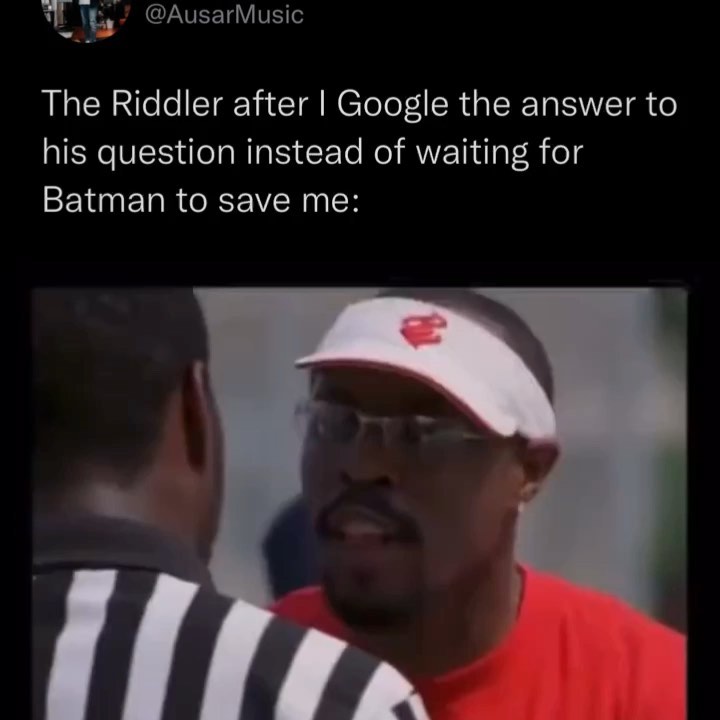 @AusarMusic
The Riddler after I Google the answer to
his question instead of waiting for
Batman to save me: